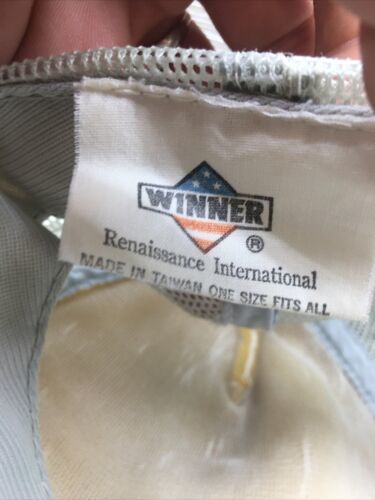 WINNER
®
Renaissance International
MADE IN TAIWAN ONE SIZE FITS ALL